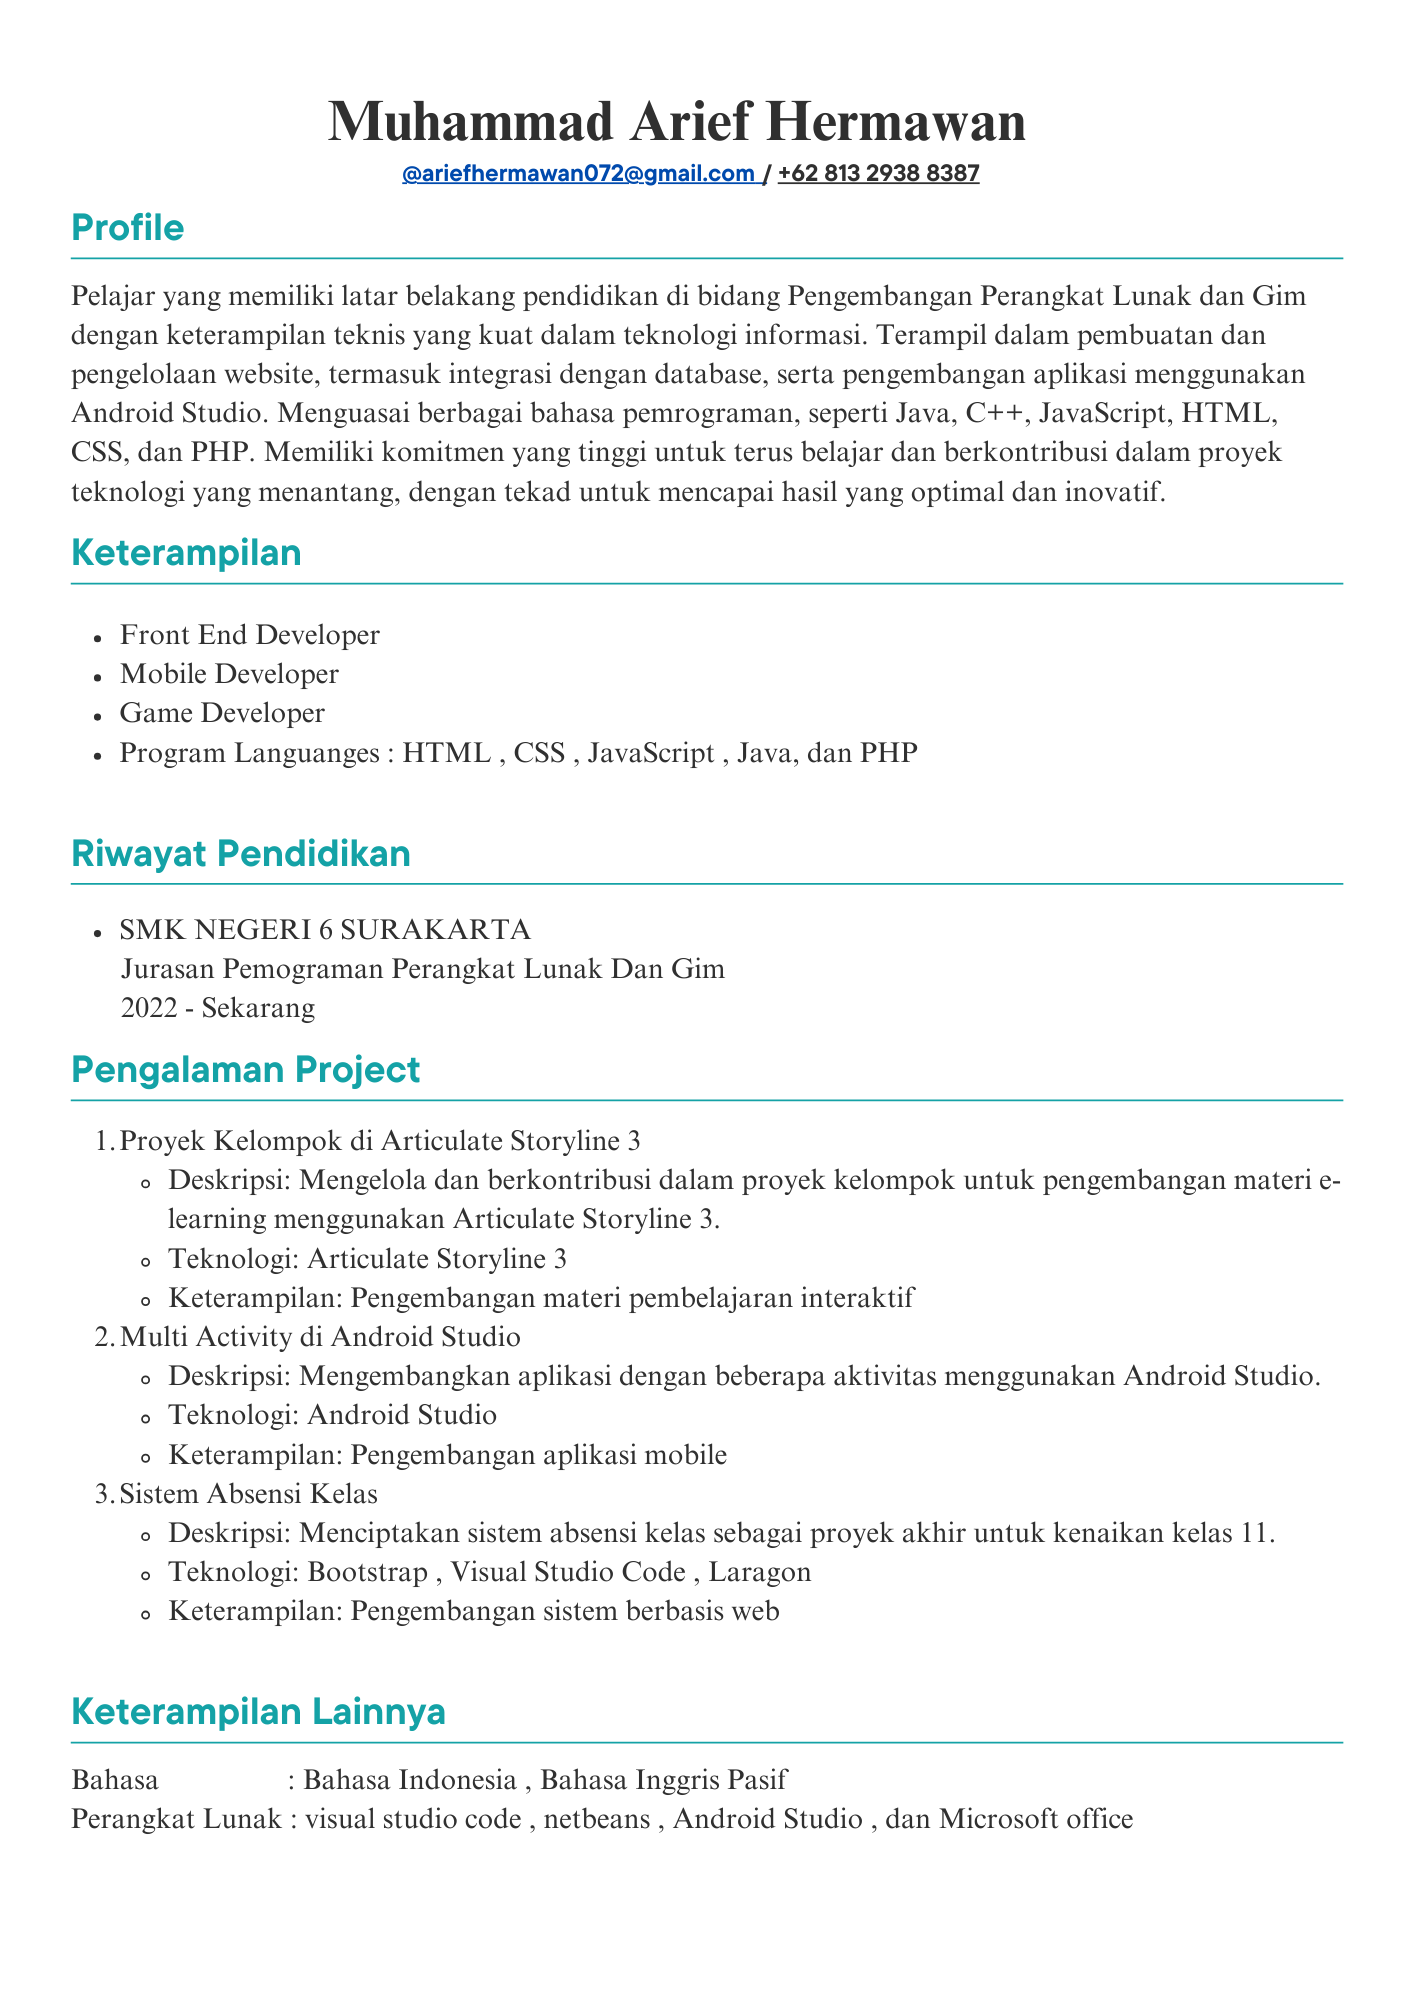 Muhammad Arief Hermawan
@ariefhermawan072@gmail.com / +62 813 2938 8387
Profile
Pelajar yang memiliki latar belakang pendidikan di bidang Pengembangan Perangkat Lunak dan Gim
dengan keterampilan teknis yang kuat dalam teknologi informasi. Terampil dalam pembuatan dan
pengelolaan website, termasuk integrasi dengan database, serta pengembangan aplikasi menggunakan
Android Studio. Menguasai berbagai bahasa pemrograman, seperti Java, C++, JavaScript, HTML,
CSS, dan PHP. Memiliki komitmen yang tinggi untuk terus belajar dan berkontribusi dalam proyek
teknologi yang menantang, dengan tekad untuk mencapai hasil yang optimal dan inovatif.
Keterampilan
• Front End Developer
• Mobile Developer
• Game Developer
• Program Languanges : HTML , CSS , JavaScript , Java, dan PHP
Riwayat Pendidikan
• SMK NEGERI 6 SURAKARTA
Jurasan Pemograman Perangkat Lunak Dan Gim
2022 - Sekarang
Pengalaman Project
1. Proyek Kelompok di Articulate Storyline 3
◦ Deskripsi: Mengelola dan berkontribusi dalam proyek kelompok untuk pengembangan materi e-
learning menggunakan Articulate Storyline 3.
◦ Teknologi: Articulate Storyline 3
◦ Keterampilan: Pengembangan materi pembelajaran interaktif
2. Multi Activity di Android Studio
◦ Deskripsi: Mengembangkan aplikasi dengan beberapa aktivitas menggunakan Android Studio.
◦ Teknologi: Android Studio
◦ Keterampilan: Pengembangan aplikasi mobile
3. Sistem Absensi Kelas
◦ Deskripsi: Menciptakan sistem absensi kelas sebagai proyek akhir untuk kenaikan kelas 11.
◦ Teknologi: Bootstrap , Visual Studio Code , Laragon
◦ Keterampilan: Pengembangan sistem berbasis web
Keterampilan Lainnya
Bahasa : Bahasa Indonesia , Bahasa Inggris Pasif
Perangkat Lunak : visual studio code , netbeans , Android Studio , dan Microsoft office